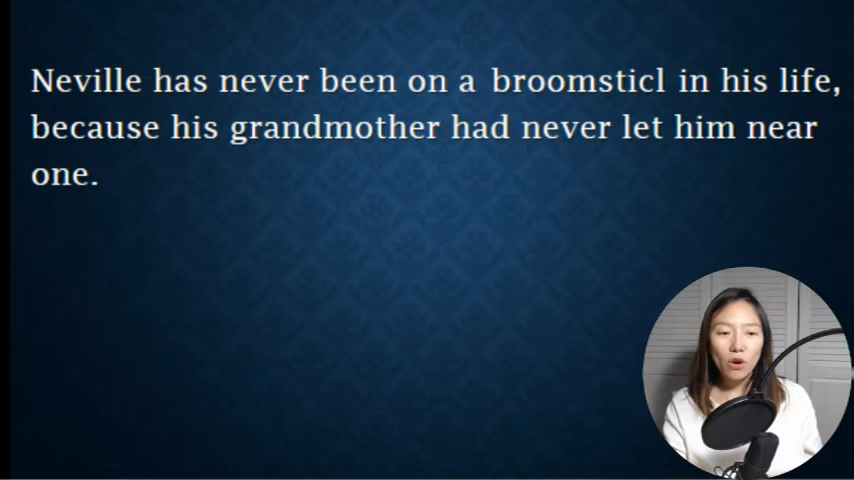 Neville has never been on a broomsticl in his life,
because his grandmother had never let him near
one.